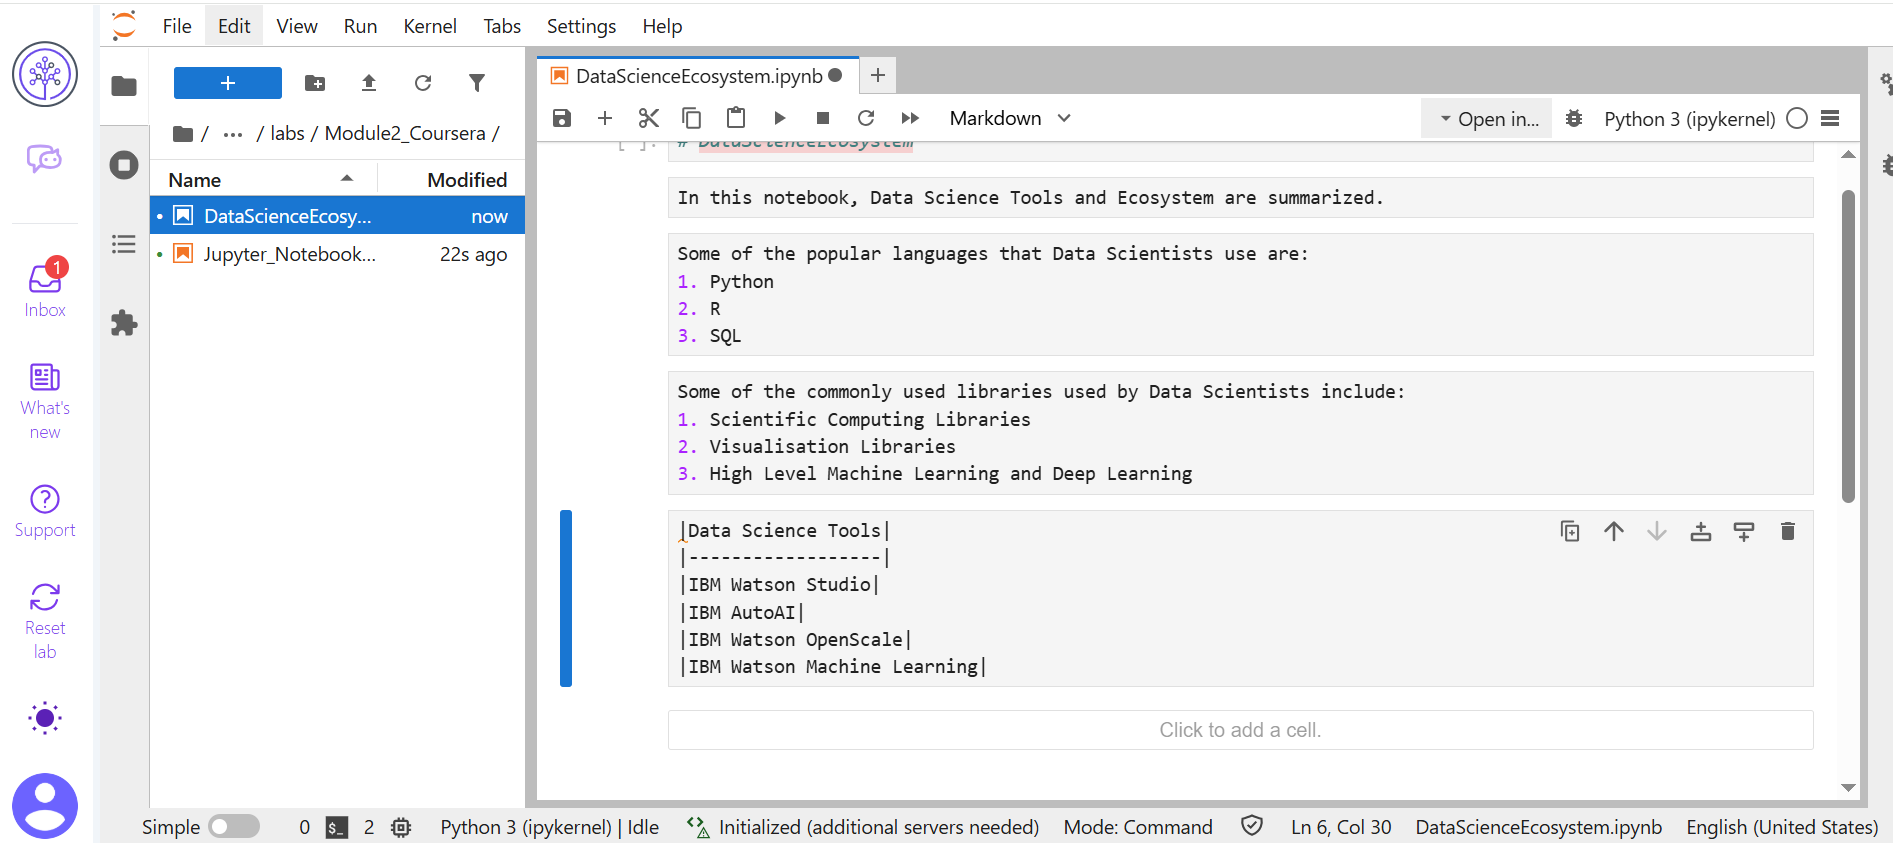 File Edit View Run Kernel Tabs Settings Help
DataScienceEcosystem.ipynb
/ ... / labs / Module2_Coursera /
Markdown
Open in...
Python 3 (ipykernel)
Name Modified
DataScienceEcosy... now
Jupyter_Notebook... 22s ago
1
Inbox
What's
new
Support
Reset
lab
[ ]: # DataScienceEcosystem
In this notebook, Data Science Tools and Ecosystem are summarized.
Some of the popular languages that Data Scientists use are:
1. Python
2. R
3. SQL
Some of the commonly used libraries used by Data Scientists include:
1. Scientific Computing Libraries
2. Visualisation Libraries
3. High Level Machine Learning and Deep Learning
|Data Science Tools|
|------------------|
|IBM Watson Studio|
|IBM AutoAI|
|IBM Watson OpenScale|
|IBM Watson Machine Learning|
Click to add a cell.
Simple 0 $_ 2 Python 3 (ipykernel) | Idle Initialized (additional servers needed) Mode: Command Ln 6, Col 30 DataScienceEcosystem.ipynb English (United States)